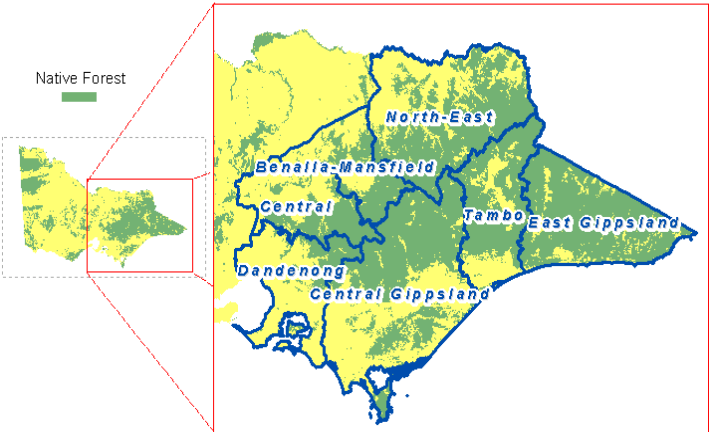 Native Forest
North-East
Benalla-Mansfield
Central
Tambo
East Gippsland
Dandenong
Central Gippsland